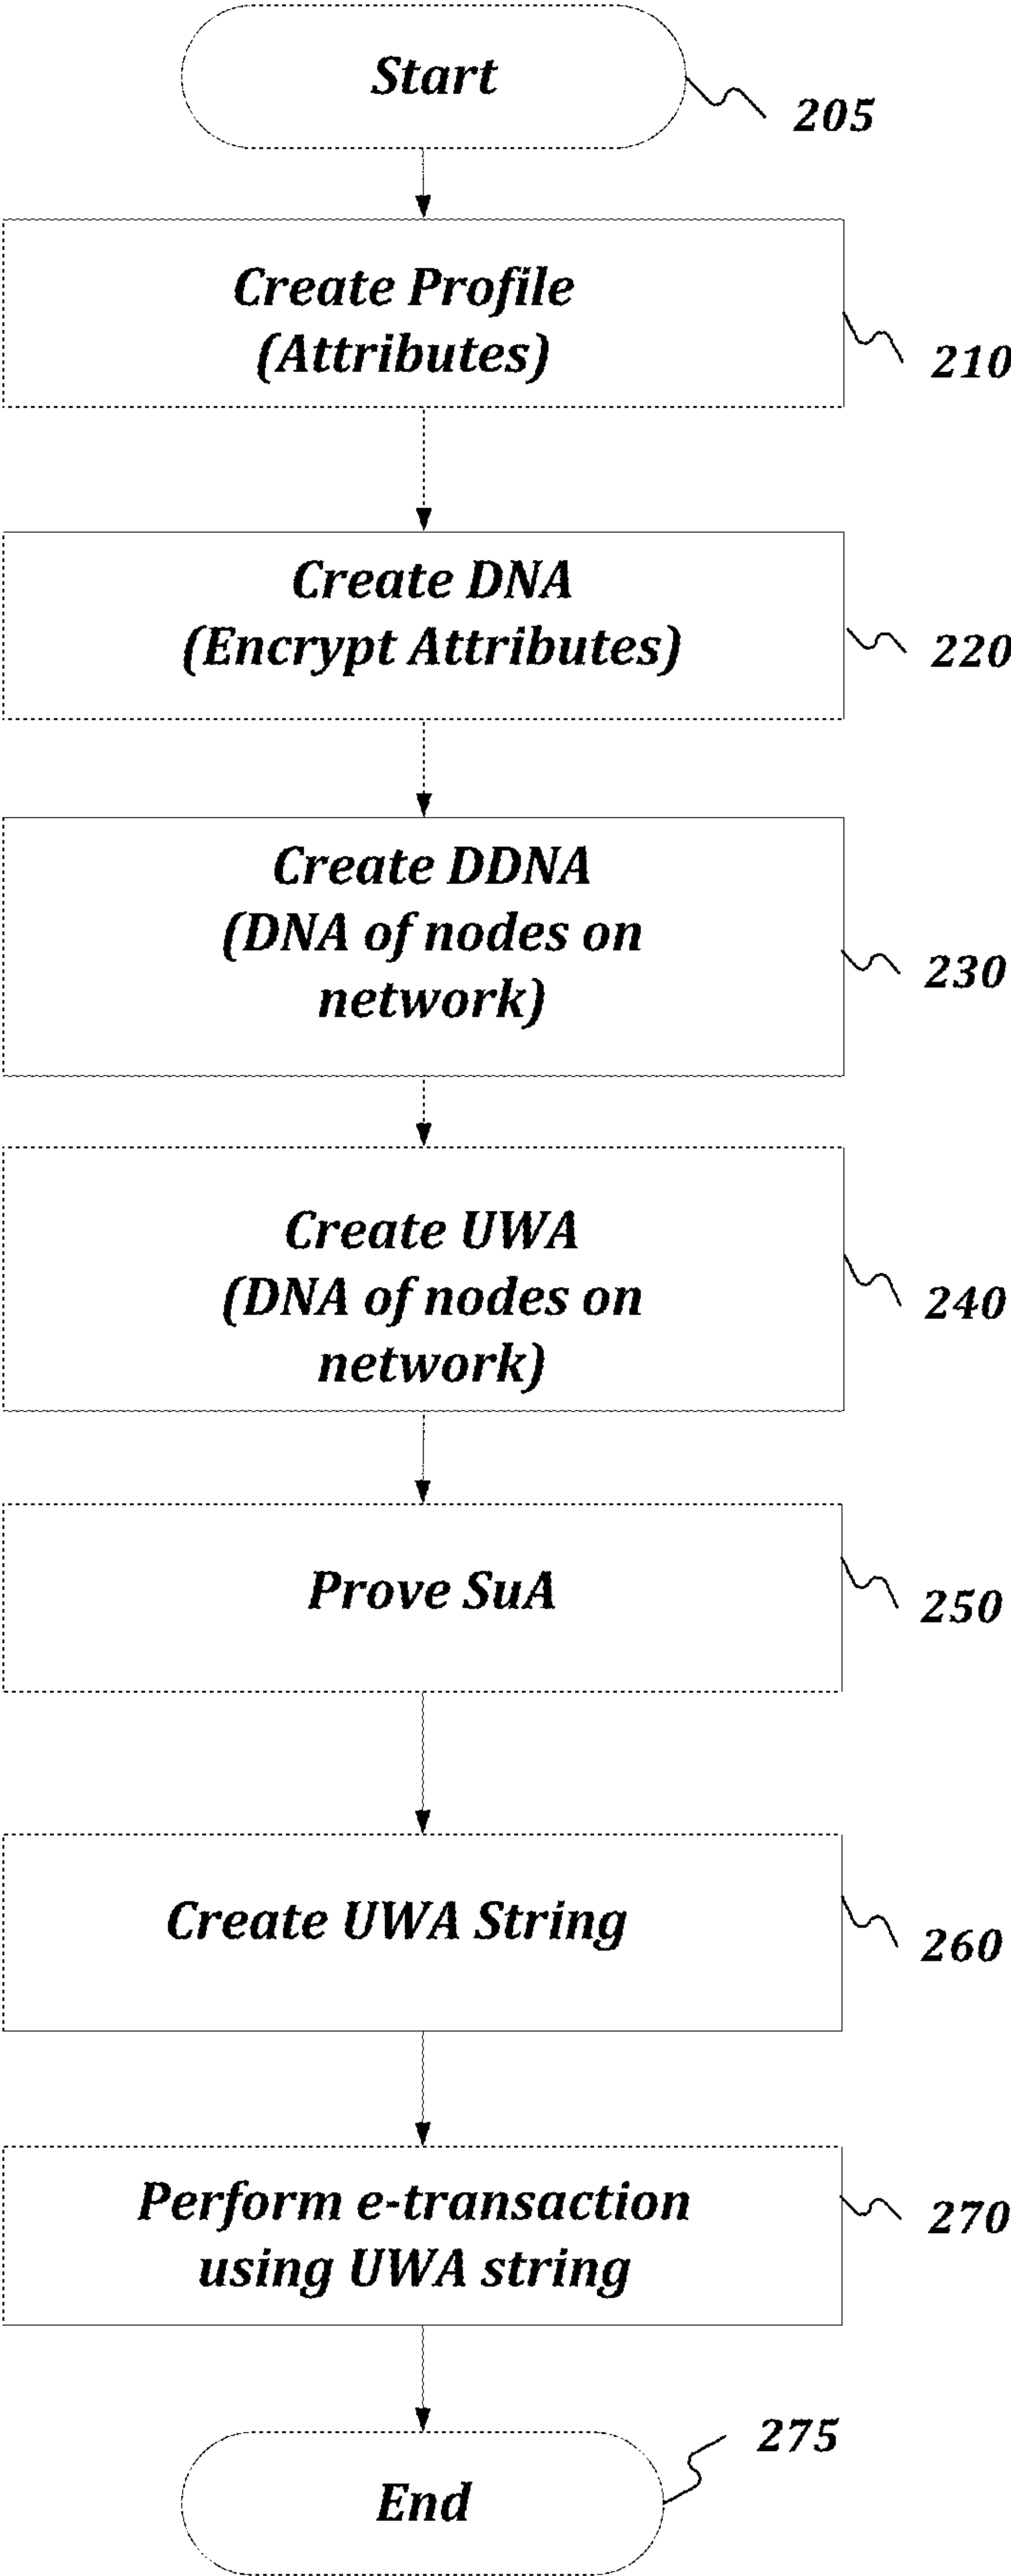 Start
205
Create Profile
(Attributes)
210
Create DNA
(Encrypt Attributes)
220
Create DDNA
(DNA of nodes on
network)
230
Create UWA
(DNA of nodes on
network)
240
Prove SuA
250
Create UWA String
260
Perform e-transaction
using UWA string
270
275
End